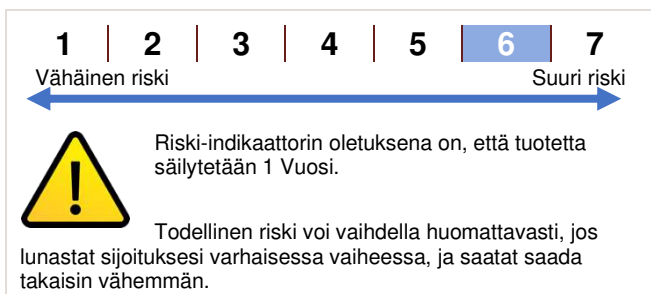 1 2 3 4 5 6 7
Vähäinen riski Suuri riski
Riski-indikaattorin oletuksena on, että tuotetta
säilytetään 1 Vuosi.
Todellinen riski voi vaihdella huomattavasti, jos
lunastat sijoituksesi varhaisessa vaiheessa, ja saatat saada
takaisin vähemmän.